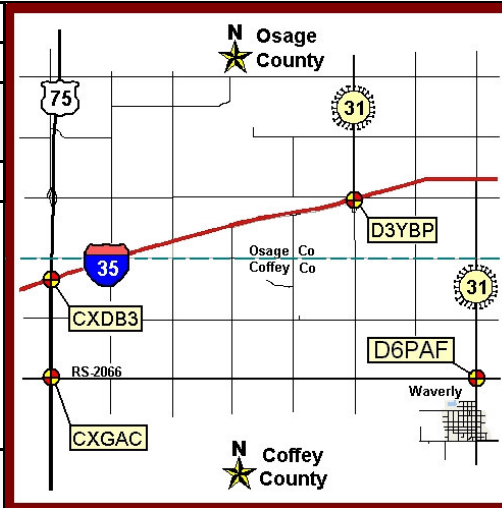 N Osage
County
75
31
D3YBP
Osage Co
Coffey Co
35
31
CXDB3
D6PAF
RS-2066
Waverly
CXGAC
N Coffey
County